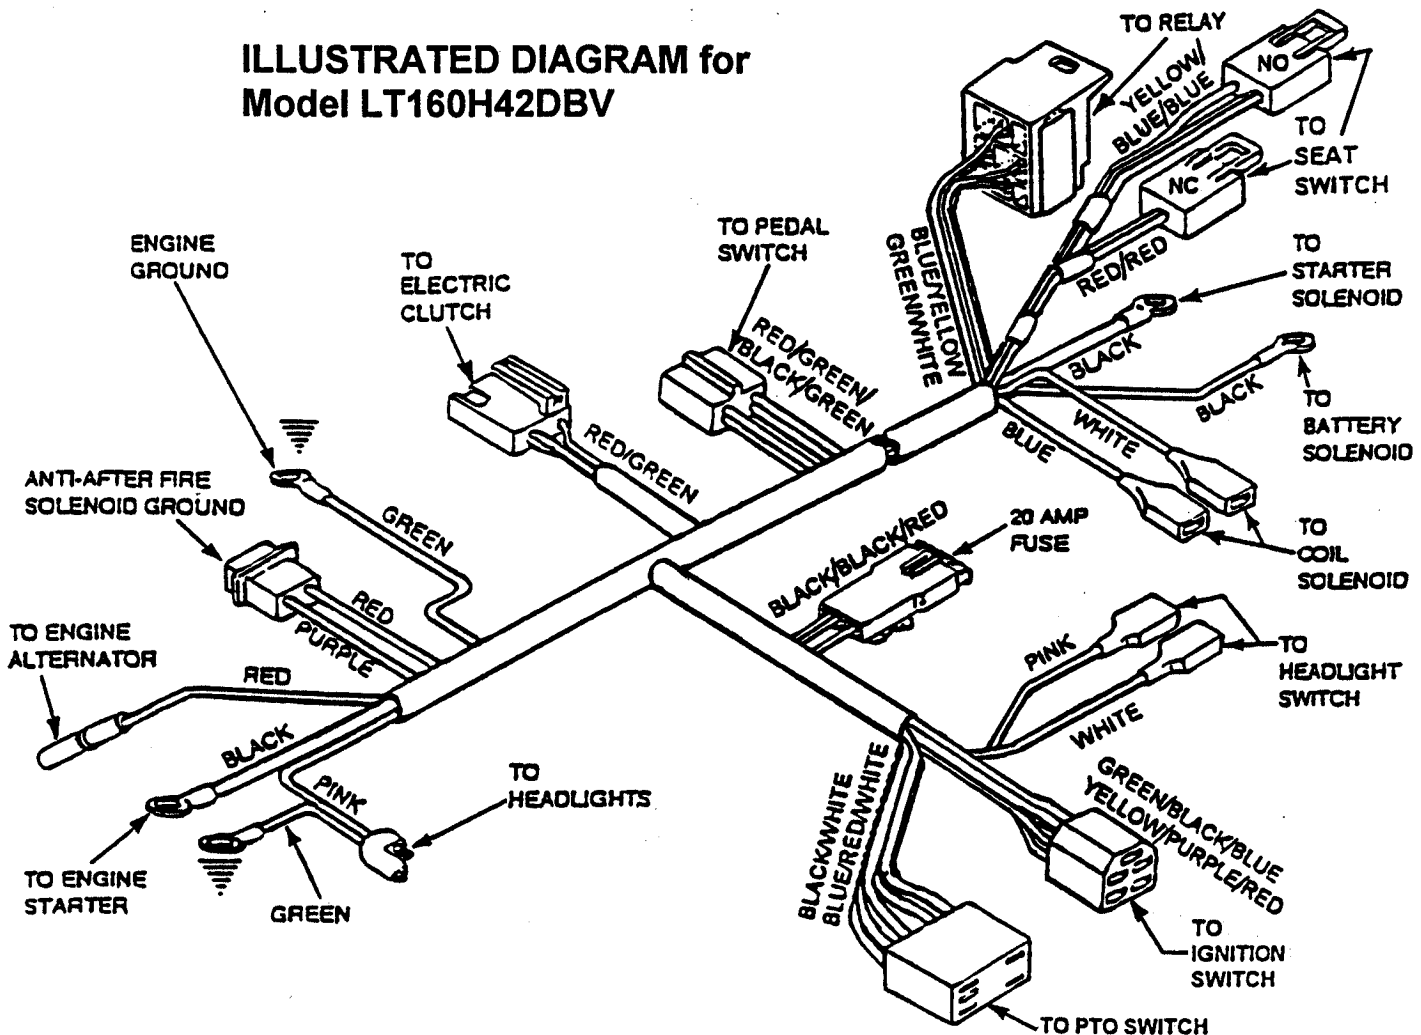 ILLUSTRATED DIAGRAM for
Model LT160H42DBV
TO RELAY
YELLOW/
BLUE/BLUE
NO
TO
SEAT
SWITCH
NC
RED/RED
BLUE/YELLOW
GREEN/WHITE
TO
STARTER
SOLENOID
BLACK
BLACK
TO
BATTERY
SOLENOID
WHITE
BLUE
TO
COIL
SOLENOID
TO PEDAL
SWITCH
RED/GREEN/
BLACK/GREEN
TO
ELECTRIC
CLUTCH
RED/GREEN
ENGINE
GROUND
GREEN
ANTI-AFTER FIRE
SOLENOID GROUND
RED
PURPLE
TO ENGINE
ALTERNATOR
RED
BLACK
TO ENGINE
STARTER
PINK
GREEN
TO
HEADLIGHTS
20 AMP
FUSE
BLACK/BLACK/RED
PINK
WHITE
TO
HEADLIGHT
SWITCH
GREEN/BLACK/BLUE
YELLOW/PURPLE/RED
TO
IGNITION
SWITCH
BLACK/WHITE
BLUE/RED/WHITE
TO PTO SWITCH